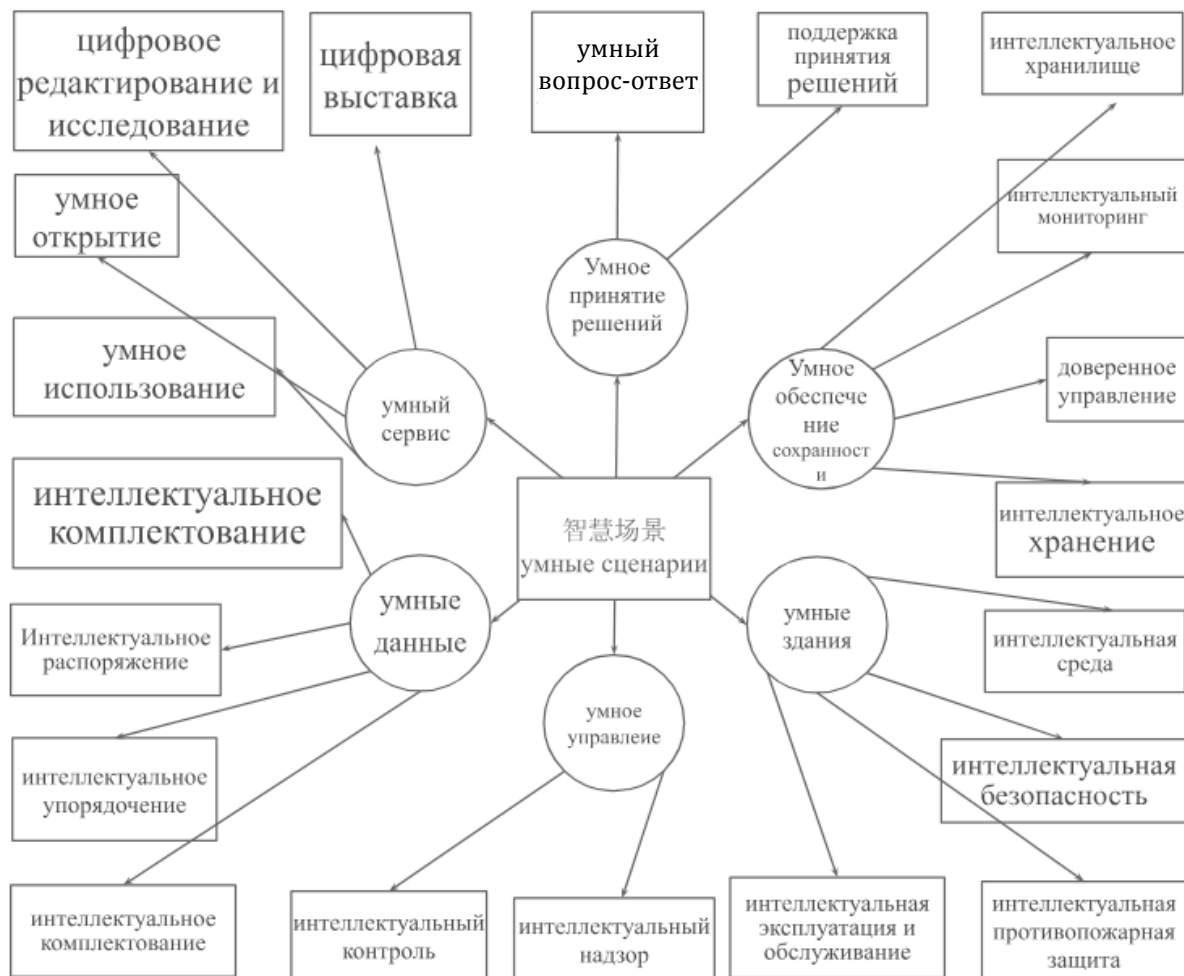 цифровое
редактирование и
исследование
цифровая
выставка
умный
вопрос-ответ
поддержка
принятия
решений
интеллектуальное
хранилище
умное
открытие
интеллектуальный
мониторинг
Умное
принятие
решений
умное
использование
умный
сервис
Умное
обеспече
ние
сохранност
и
доверенное
управление
интеллектуальное
комплектование
智慧场景
умные сценарии
интеллектуальное
хранение
умные
данные
умные
здания
Интеллектуальное
распоряжение
интеллектуальная
среда
умное
управлеие
интеллектуальное
упорядочение
интеллектуальная
безопасность
интеллектуальное
комплектование
интеллектуальный
контроль
интеллектуальный
надзор
интеллектуальная
эксплуатация и
обслуживание
интеллектуальная
противопожарная
защита